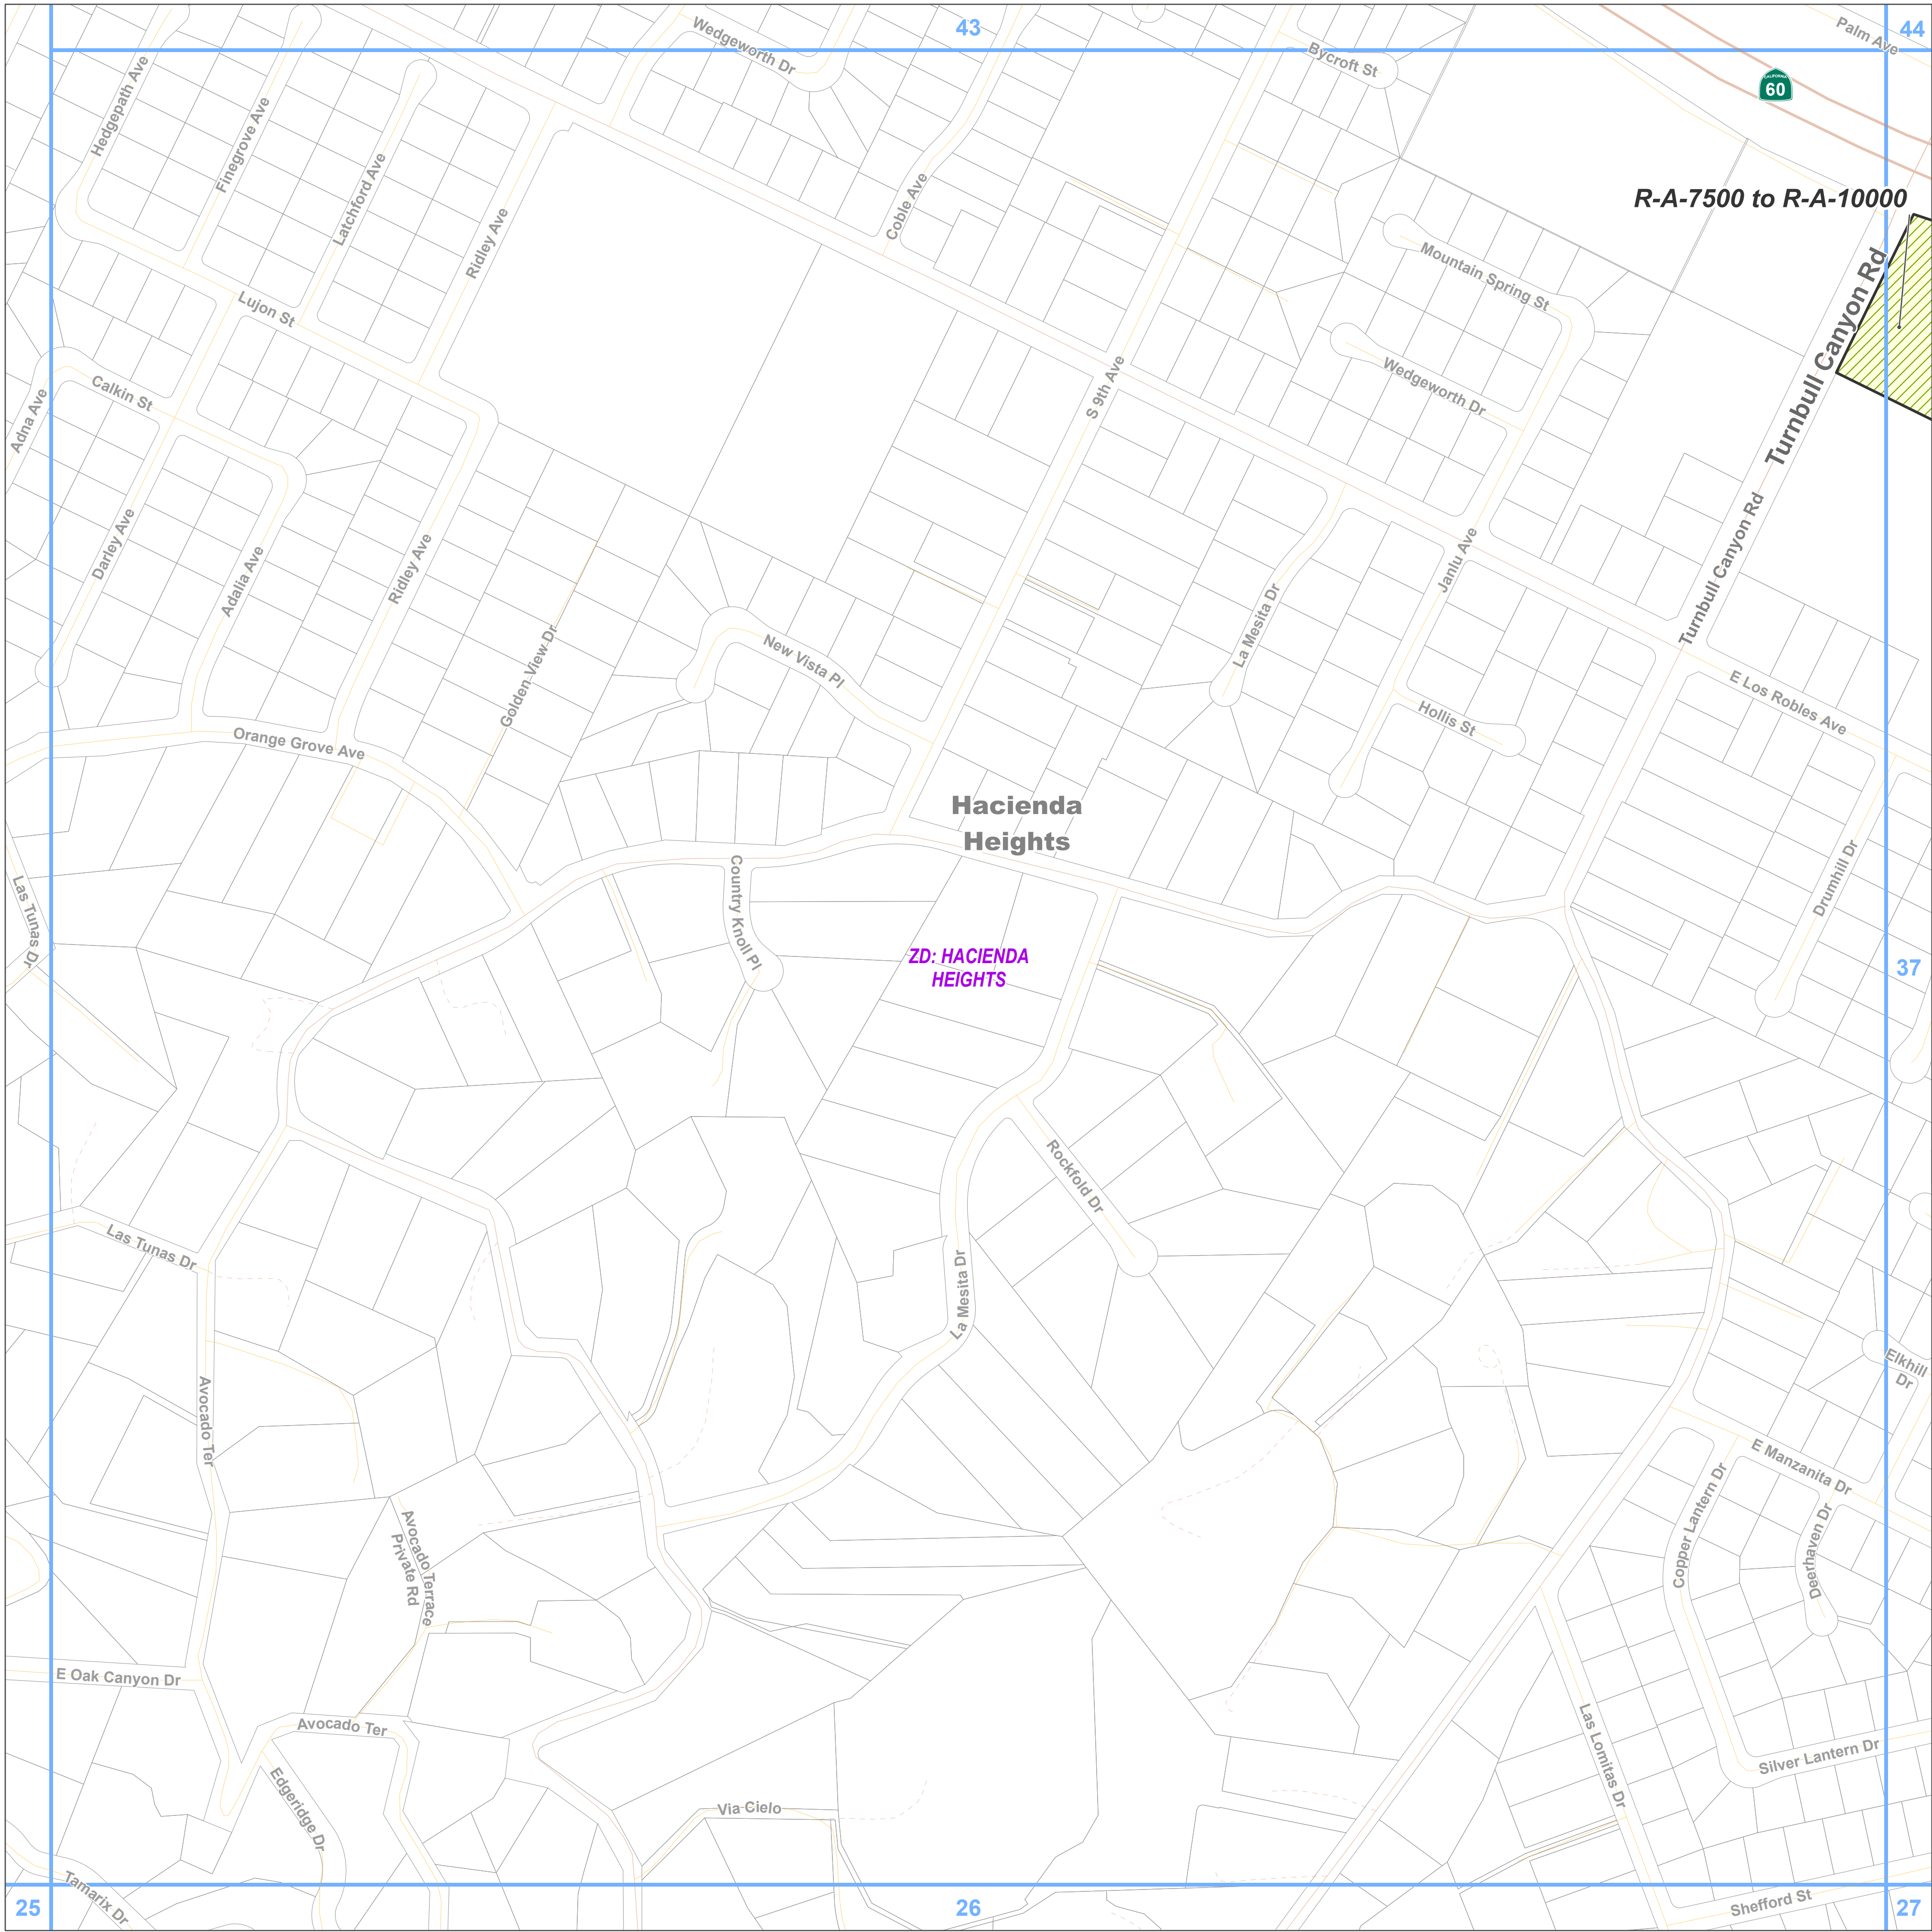 43
44
Wedgeworth Dr
Bycroft St
Palm Ave
CALIFORNIA
60
Hedgepath Ave
Finegrove Ave
Latchford Ave
Ridley Ave
Coble Ave
R-A-7500 to R-A-10000
Mountain Spring St
Turnbull Canyon Rd
Lujon St
Calkin St
Adna Ave
S 9th Ave
Wedgeworth Dr
Darley Ave
Adalia Ave
Ridley Ave
Golden View Dr
New Vista Pl
La Mesita Dr
Janlu Ave
Turnbull Canyon Rd
Hollis St
E Los Robles Ave
Orange Grove Ave
Hacienda
Heights
Country Knoll Pl
Las Tunas Dr
Drumhill Dr
ZD: HACIENDA
HEIGHTS
37
Rockfold Dr
Las Tunas Dr
La Mesita Dr
Avocado Ter
Elkhill
Dr
E Manzanita Dr
Copper Lantern Dr
Deerhaven Dr
Avocado Terrace
Private Rd
E Oak Canyon Dr
Avocado Ter
Edgeridge Dr
Via Cielo
Las Lomitas Dr
Silver Lantern Dr
Tamarix Dr
Shefford St
25
26
27